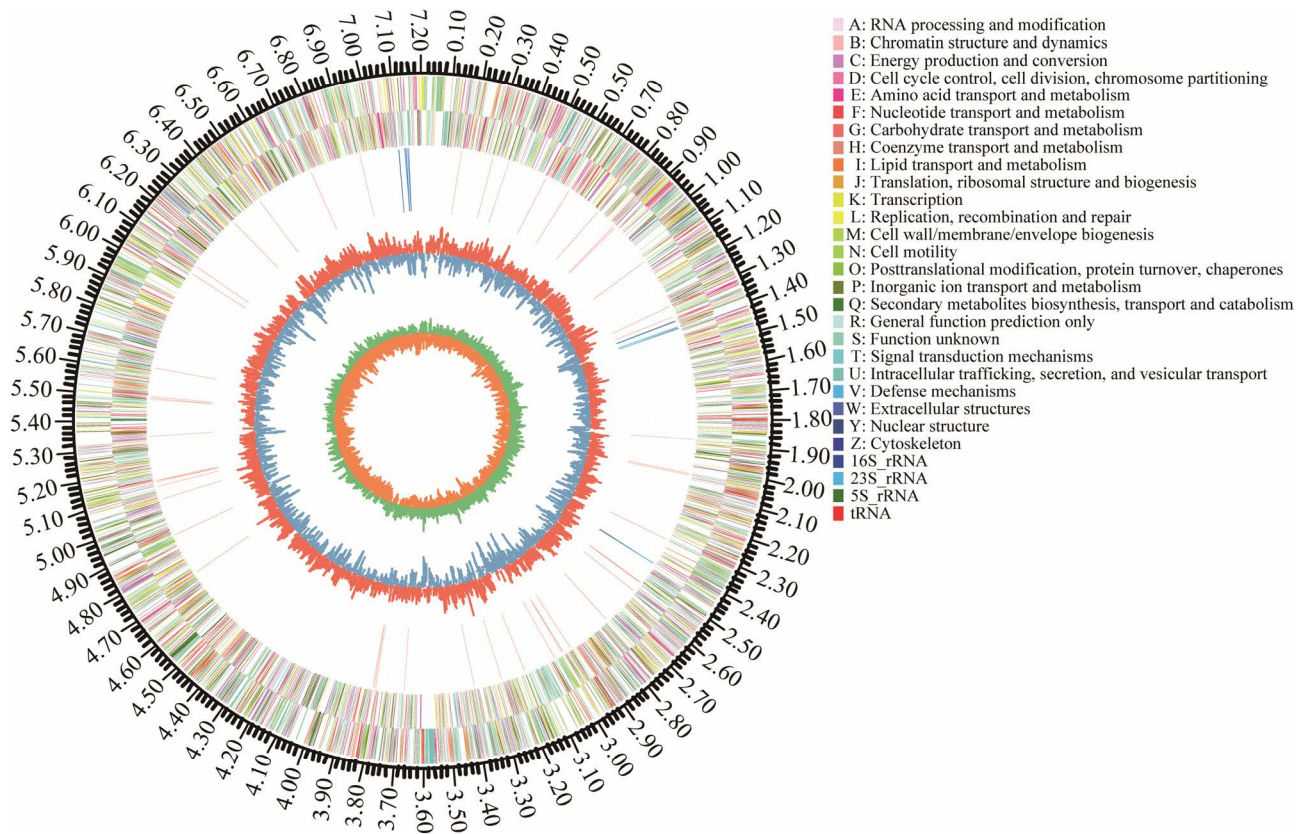 7.20
0.10
0.20
0.30
0.40
0.50
0.50
0.70
0.80
0.90
1.00
1.10
1.20
1.30
1.40
1.50
1.60
1.70
1.80
1.90
2.00
2.10
2.20
2.30
2.40
2.50
2.60
2.70
2.80
2.90
3.00
3.10
3.20
3.30
3.40
3.50
3.60
3.70
3.80
3.90
4.00
4.10
4.20
4.30
4.40
4.50
4.60
4.70
4.80
4.90
5.00
5.10
5.20
5.30
5.40
5.50
5.60
5.70
5.80
5.90
6.00
6.10
6.20
6.30
6.40
6.50
6.60
6.70
6.80
6.90
7.00
7.10
A: RNA processing and modification
B: Chromatin structure and dynamics
C: Energy production and conversion
D: Cell cycle control, cell division, chromosome partitioning
E: Amino acid transport and metabolism
F: Nucleotide transport and metabolism
G: Carbohydrate transport and metabolism
H: Coenzyme transport and metabolism
I: Lipid transport and metabolism
J: Translation, ribosomal structure and biogenesis
K: Transcription
L: Replication, recombination and repair
M: Cell wall/membrane/envelope biogenesis
N: Cell motility
O: Posttranslational modification, protein turnover, chaperones
P: Inorganic ion transport and metabolism
Q: Secondary metabolites biosynthesis, transport and catabolism
R: General function prediction only
S: Function unknown
T: Signal transduction mechanisms
U: Intracellular trafficking, secretion, and vesicular transport
V: Defense mechanisms
W: Extracellular structures
Y: Nuclear structure
Z: Cytoskeleton
16S_rRNA
23S_rRNA
5S_rRNA
tRNA